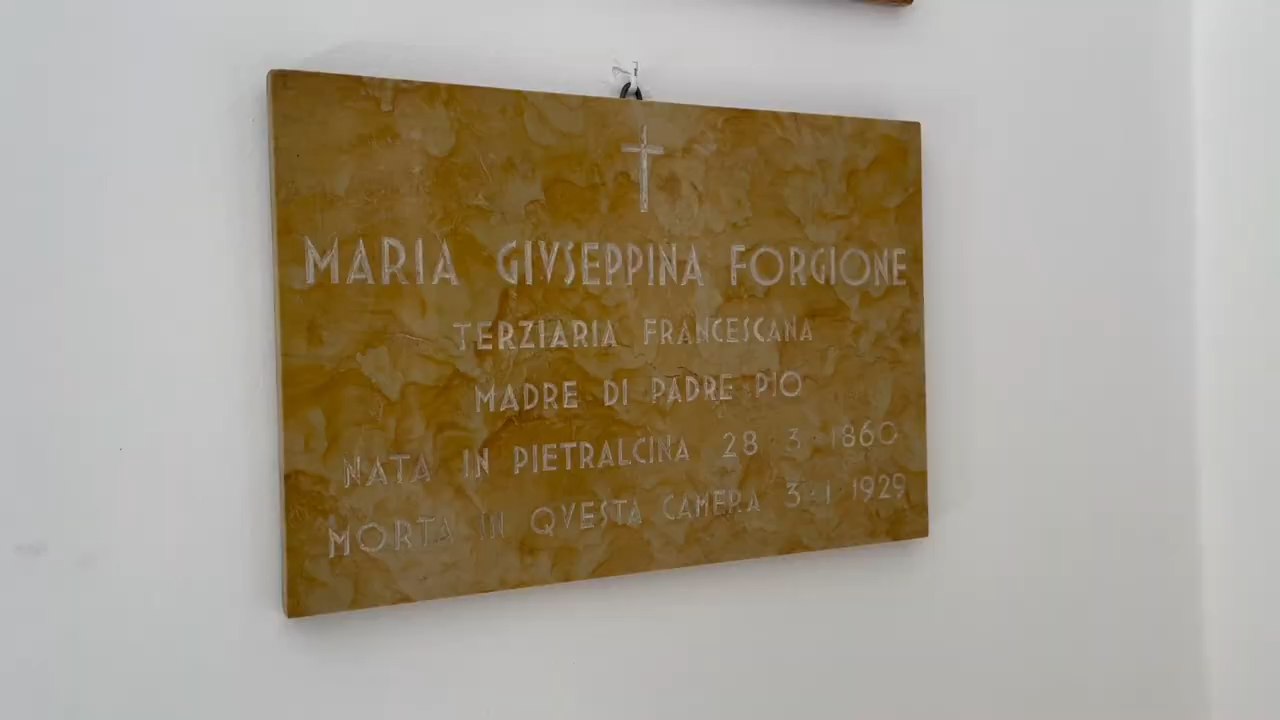 MARIA GIVSEPPINA FORGIONE
TERZIARIA FRANCESCANA
MADRE DI PADRE PIO
NATA IN PIETRALCINA 28·3·1860
MORTA IN QVESTA CAMERA 3·1·1929